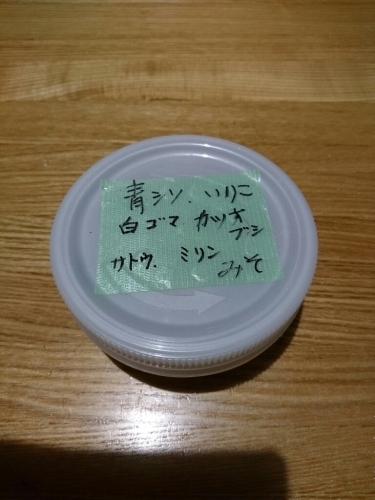 青シソ. いりこ
白ゴマ カツオ
ブシ
サトウ. ミリン
みそ